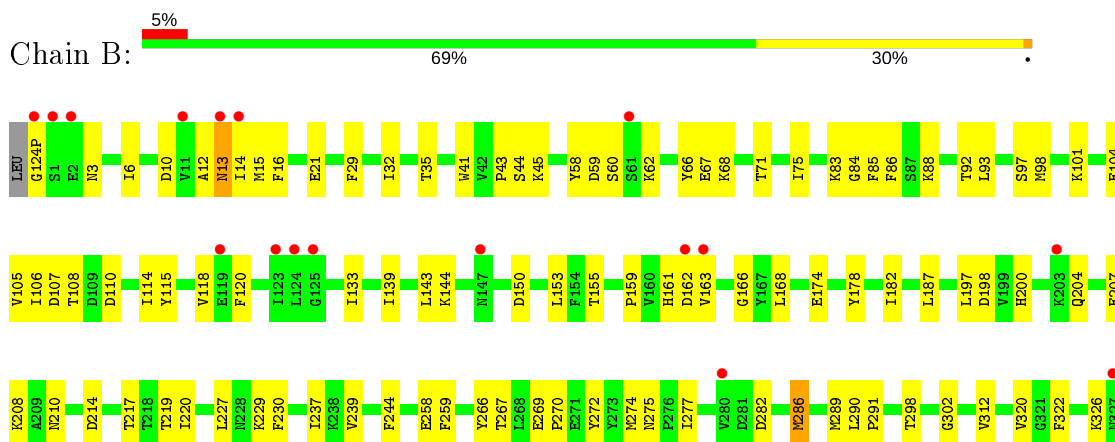 5%
Chain B:
69% 30% •
LEU G124P S1 E2 N3 I6 D10 V11 A12 N13 I14 M15 F16 E21 F29 I32 T35 W41 V42 P43 S44 K45 Y58 D59 S60 S61 K62 Y66 E67 K68 T71 I75 K83 G84 F85 F86 S87 K88 T92 L93 S97 M98 K101 E104
V105 I106 D107 T108 D109 D110 I114 Y115 V118 E119 F120 I123 L124 G125 I133 I139 L143 K144 N147 D150 L153 F154 T155 P159 V160 H161 D162 V163 G166 Y167 L168 E174 Y178 I182 L187 L197 D198 V199 H200 K203 Q204 E207
K208 A209 N210 D214 T217 T218 T219 I220 L227 N228 K229 F230 I237 K238 V239 F244 E258 F259 Y266 T267 L268 E269 P270 E271 Y272 Y273 M274 N275 P276 I277 V280 D281 D282 M286 M289 L290 P291 T298 G302 V312 V320 G321 F322 K326 N327